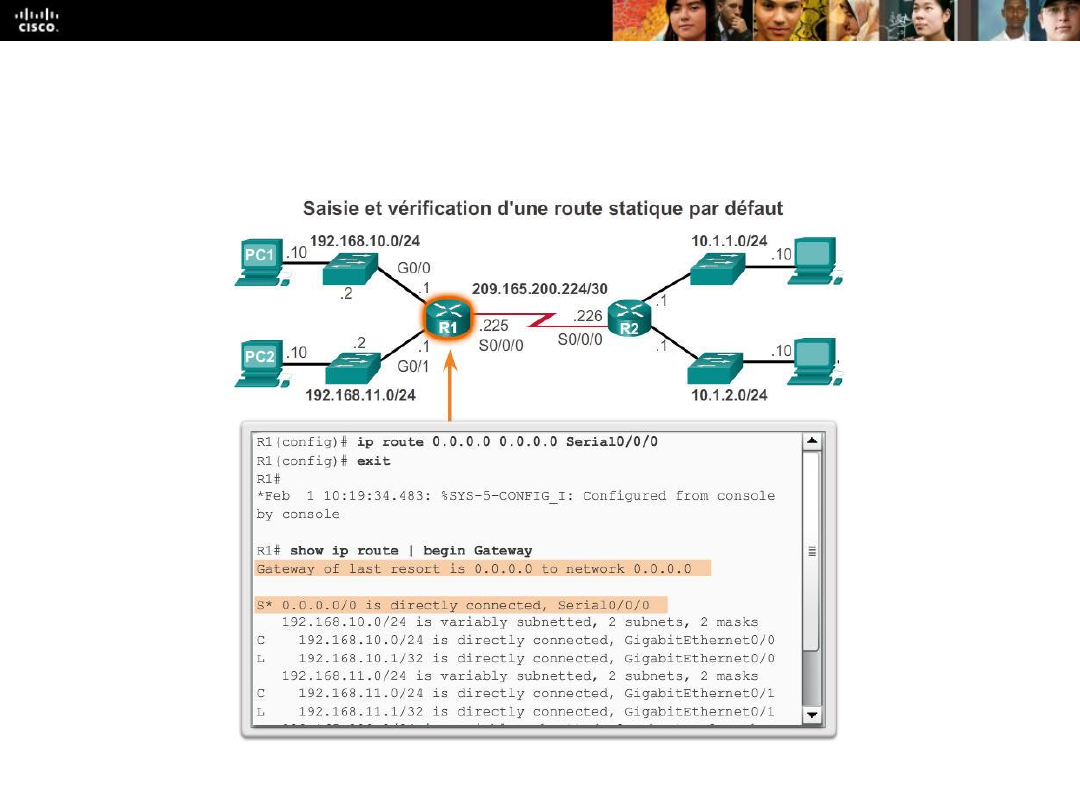 CISCO.
Saisie et vérification d'une route statique par défaut
PC1
.10
192.168.10.0/24
.2
G0/0
.1
R1
209.165.200.224/30
.225
S0/0/0
.226
S0/0/0
R2
.1
10.1.1.0/24
.10
PC2
.10
.2
192.168.11.0/24
.1
G0/1
.1
10.1.2.0/24
.10
R1(config)# ip route 0.0.0.0 0.0.0.0 Serial0/0/0
R1(config)# exit
R1#
*Feb  1 10:19:34.483: %SYS-5-CONFIG_I: Configured from console
by console
R1# show ip route | begin Gateway
Gateway of last resort is 0.0.0.0 to network 0.0.0.0
S* 0.0.0.0/0 is directly connected, Serial0/0/0
192.168.10.0/24 is variably subnetted, 2 subnets, 2 masks
C 192.168.10.0/24 is directly connected, GigabitEthernet0/0
L 192.168.10.1/32 is directly connected, GigabitEthernet0/0
192.168.11.0/24 is variably subnetted, 2 subnets, 2 masks
C 192.168.11.0/24 is directly connected, GigabitEthernet0/1
L 192.168.11.1/32 is directly connected, GigabitEthernet0/1